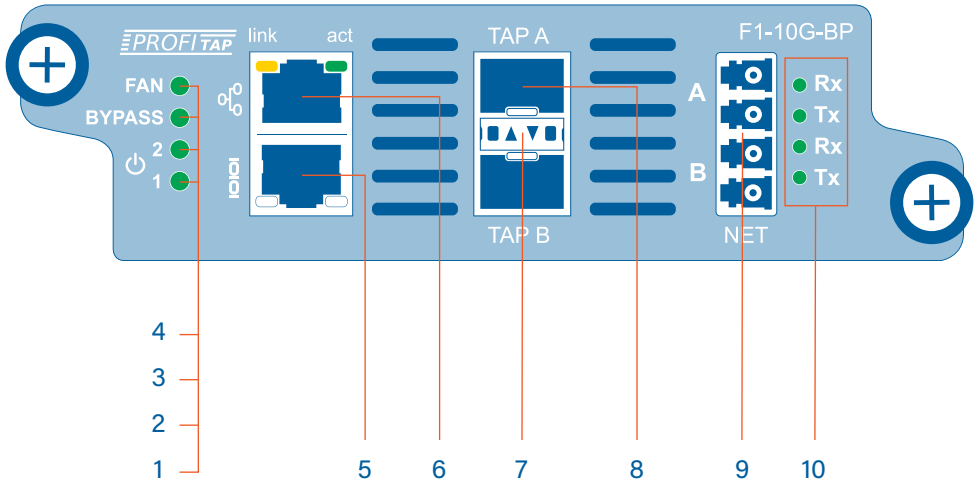 PROFITAP
link act
TAP A
F1-10G-BP
FAN
BYPASS
2
1
A
B
Rx
Tx
Rx
Tx
TAP B
NET
4
3
2
1
5 6 7 8 9 10